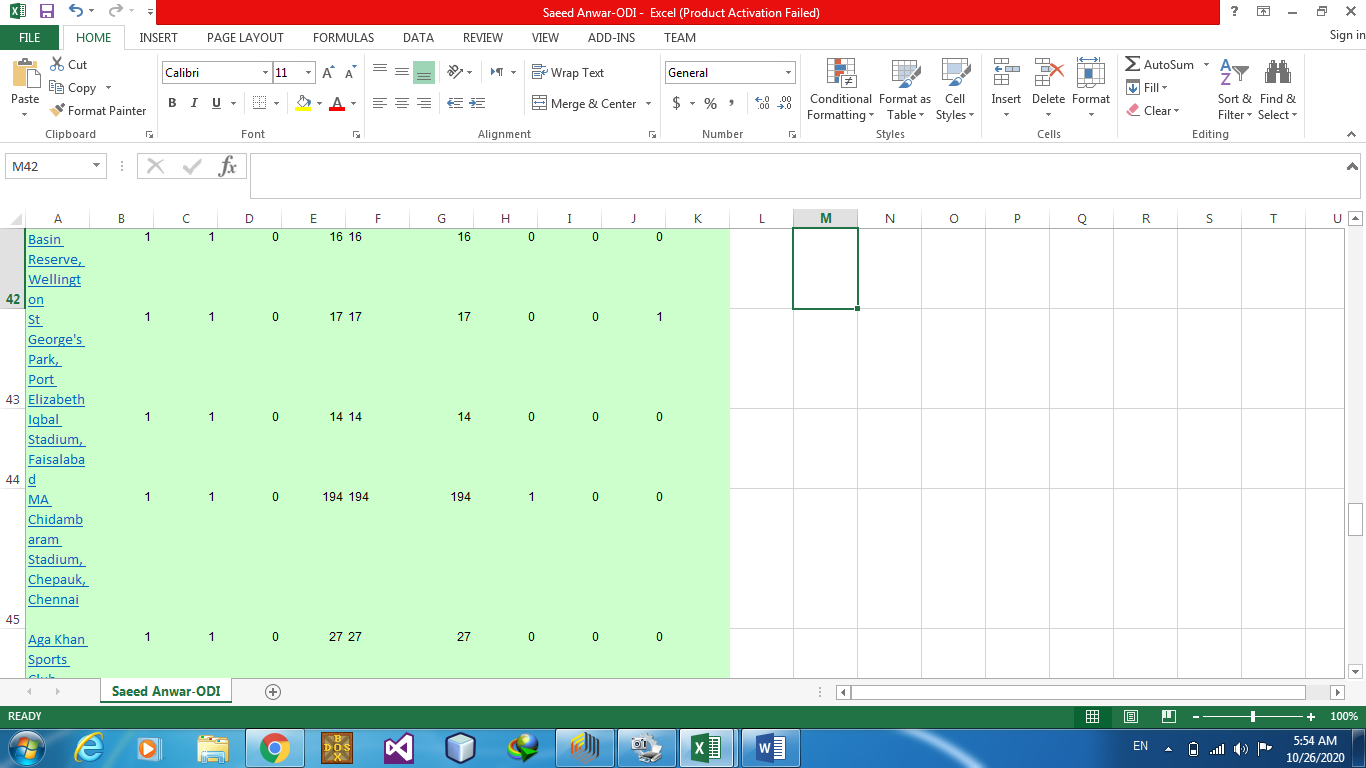 Saeed Anwar-ODI - Excel (Product Activation Failed)
FILE HOME INSERT PAGE LAYOUT FORMULAS DATA REVIEW VIEW ADD-INS TEAM Sign in
Paste
Cut
Copy
Format Painter
Clipboard
Calibri 11
B I U
Font
Wrap Text
Merge & Center
Alignment
General
$ % ,
Number
Conditional Formatting
Format as Table
Cell Styles
Styles
Insert
Delete
Format
Cells
AutoSum
Fill
Clear
Sort & Filter
Find & Select
Editing
M42
fx
A B C D E F G H I J K L M N O P Q R S T U
42 Basin 1 1 0 16 16 16 0 0 0
Reserve,
Wellingt
on
43 St 1 1 0 17 17 17 0 0 1
George's
Park,
Port
Elizabeth
44 Iqbal 1 1 0 14 14 14 0 0 0
Stadium,
Faisalaba
d
45 MA 1 1 0 194 194 194 1 0 0
Chidamb
aram
Stadium,
Chepauk,
Chennai
Aga Khan 1 1 0 27 27 27 0 0 0
Sports
Club
Saeed Anwar-ODI
READY
100%
EN
5:54 AM
10/26/2020